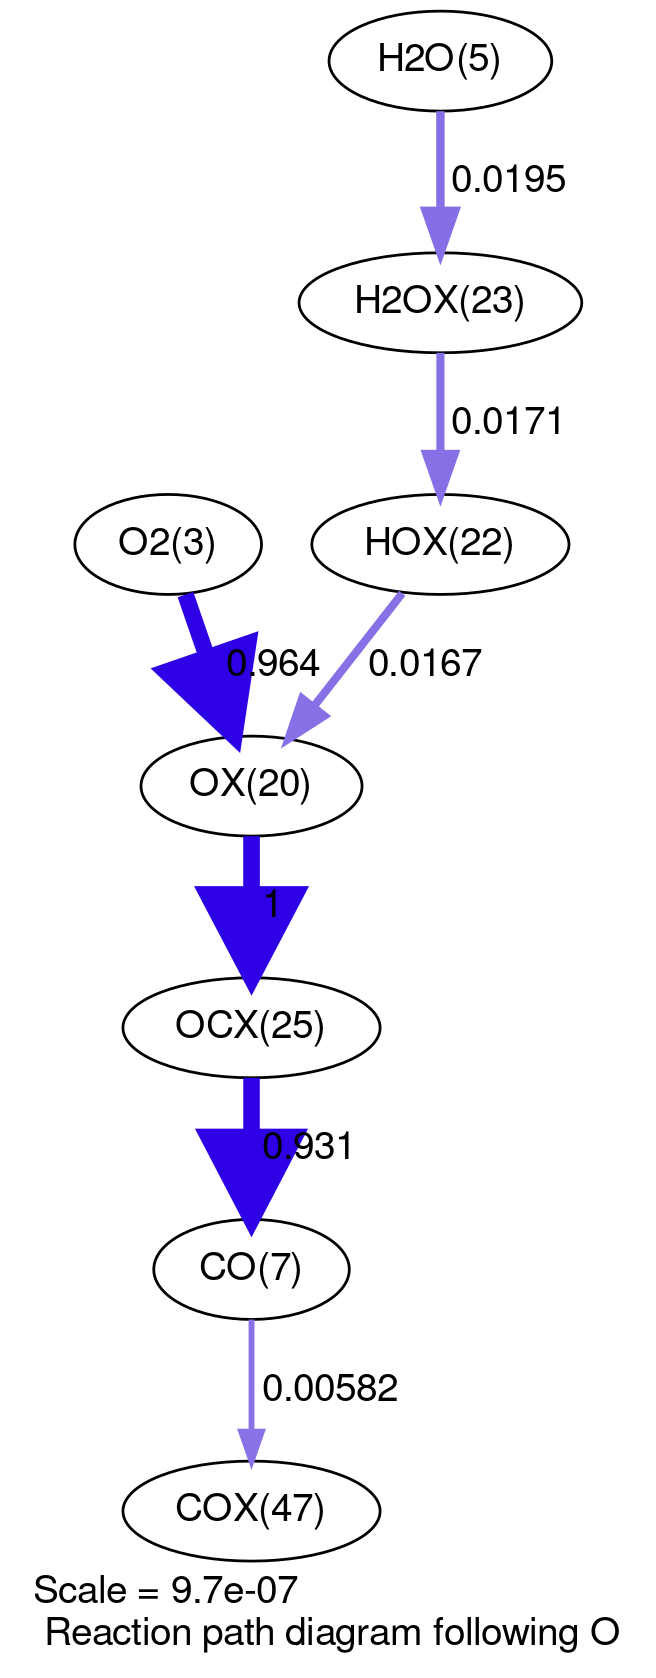 H2O(5)
0.0195
H2OX(23)
0.0171
O2(3)
HOX(22)
0.964
0.0167
OX(20)
1
OCX(25)
0.931
CO(7)
0.00582
COX(47)
Scale = 9.7e-07
Reaction path diagram following O